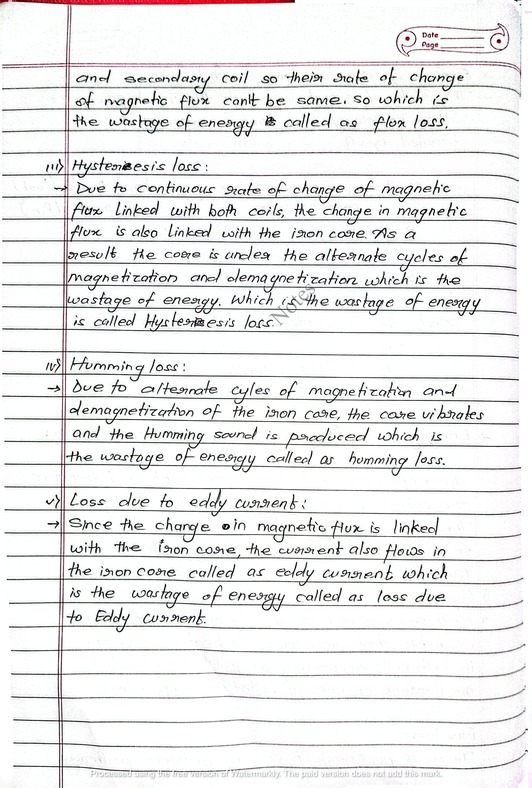 Date
Page
and secondary coil so their rate of change
of magnetic flux can't be same. so which is
the wastage of energy is called as flux loss.
iii) Hysteresis loss:
→ Due to continuous rate of change of magnetic
flux linked with both coils, the change in magnetic
flux is also linked with the iron core. As a
result the core is under the alternate cycles of
magnetization and demagnetization which is the
wastage of energy. Which is the wastage of energy
is called Hysteresis loss.
Notes
iv) Humming loss:
→ Due to alternate cyles of magnetization and
demagnetization of the iron core, the core vibrates
and the Humming sound is produced which is
the wastage of energy called as humming loss.
v) Loss due to eddy current:
→ Since the change in magnetic flux is linked
with the iron core, the current also flows in
the iron core called as eddy current which
is the wastage of energy called as loss due
to Eddy current.
Processed using the free version of Watermarkly. The paid version does not add this mark.